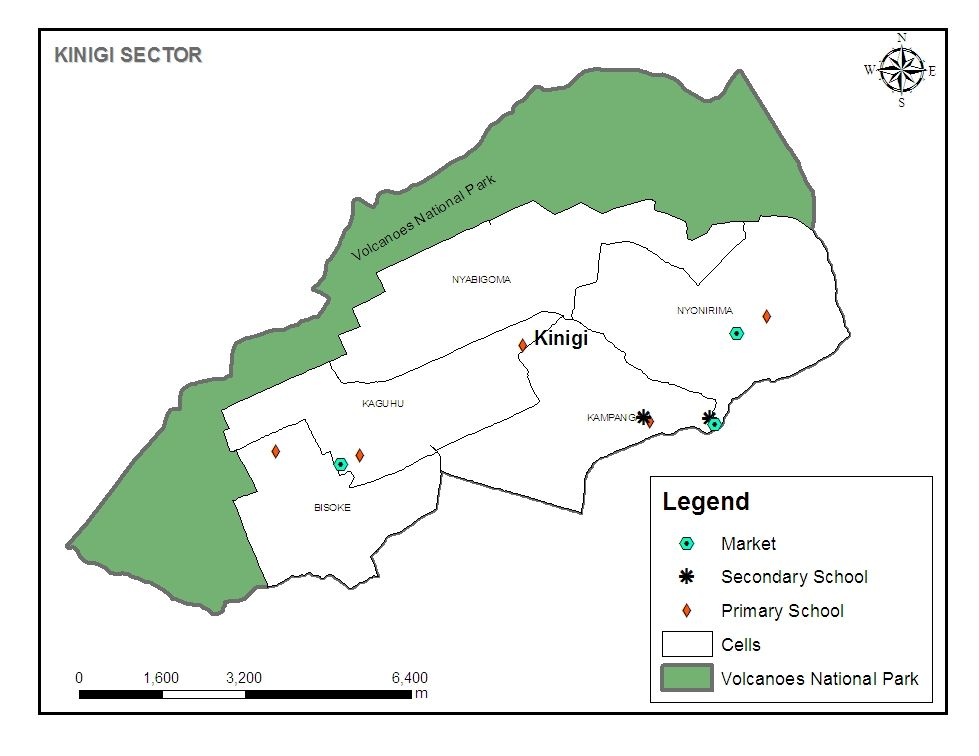 KINIGI SECTOR
N
W
E
S
Volcanoes National Park
NYABIGOMA
NYONIRIMA
Kinigi
KAGUHU
KAMPANG
BISOKE
Legend
Market
Secondary School
Primary School
Cells
Volcanoes National Park
0 1,600 3,200 6,400
m